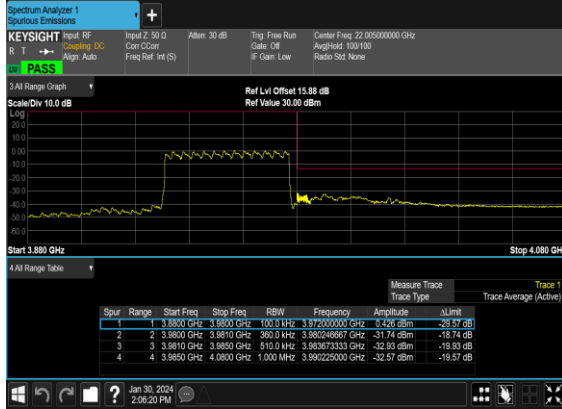 Spectrum Analyzer 1
Spurious Emissions
KEYSIGHT Input: RF Input Z: 50 Ω Atten: 30 dB Trig: Free Run Center Freq: 22.005000000 GHz
R T Coupling: DC Corr CCorr Gate: Off Avg|Hold: 100/100
Align: Auto Freq Ref: Int (S) IF Gain: Low Radio Std: None
PASS
3 All Range Graph
Ref Lvl Offset 15.88 dB
Scale/Div 10.0 dB Ref Value 30.00 dBm
Log
20.0
10.0
0.00
-10.0
-20.0
-30.0
-40.0
-50.0
-60.0
Start 3.880 GHz Stop 4.080 GH
4 All Range Table
Measure Trace Trace 1
Trace Type Trace Average (Active)
Spur Range Start Freq Stop Freq RBW Frequency Amplitude ΔLimit
1 1 3.8800 GHz 3.9800 GHz 100.0 kHz 3.972000000 GHz 0.426 dBm -29.57 dB
2 2 3.9800 GHz 3.9810 GHz 360.0 kHz 3.980246667 GHz -31.74 dBm -18.74 dB
3 3 3.9810 GHz 3.9850 GHz 510.0 kHz 3.983673333 GHz -32.93 dBm -19.93 dB
4 4 3.9850 GHz 4.0800 GHz 1.000 MHz 3.990225000 GHz -32.57 dBm -19.57 dB
Jan 30, 2024
2:06:20 PM